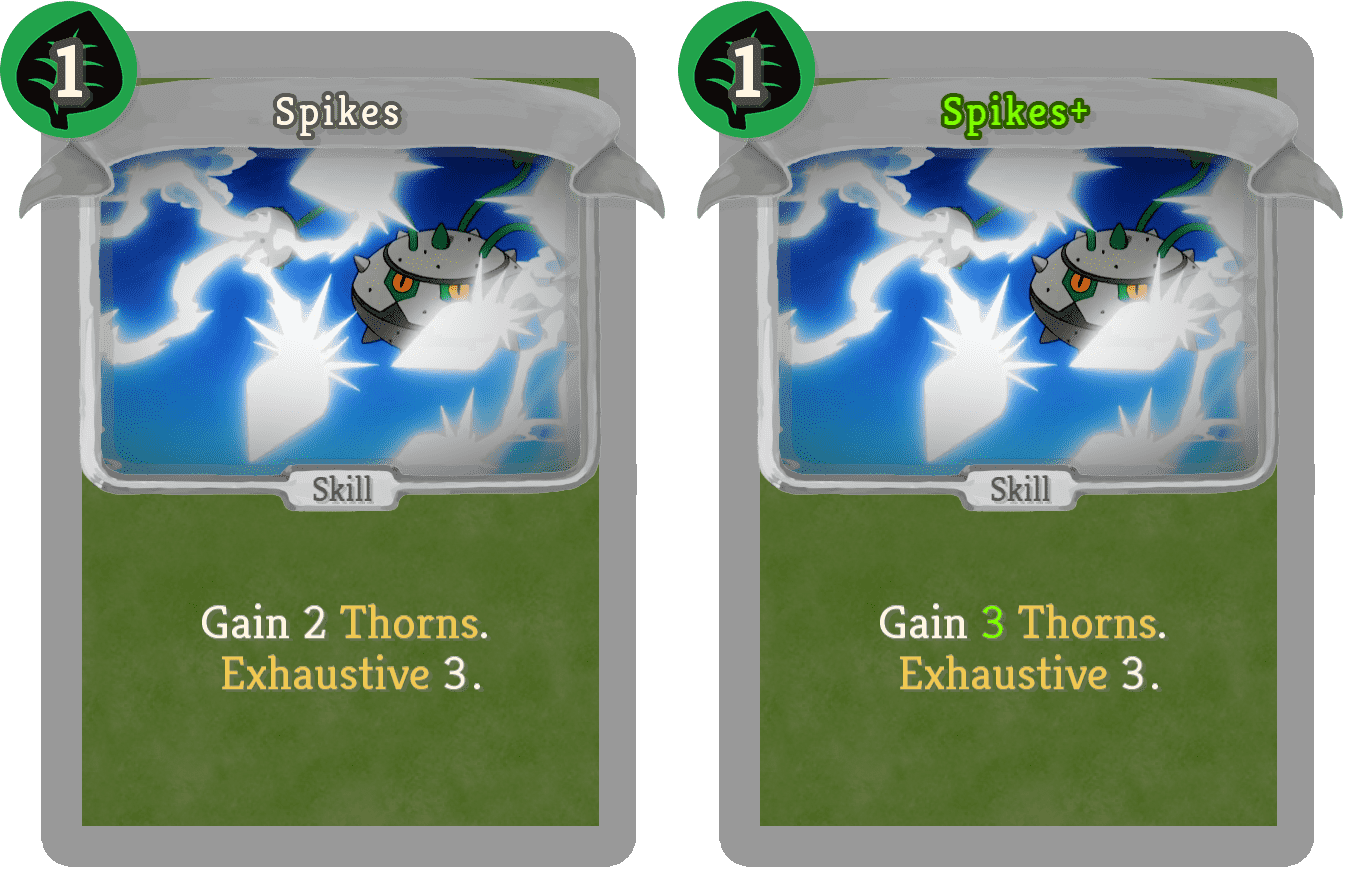 1
Spikes
Skill
Gain 2 Thorns.
Exhaustive 3.
1
Spikes+
Skill
Gain 3 Thorns.
Exhaustive 3.